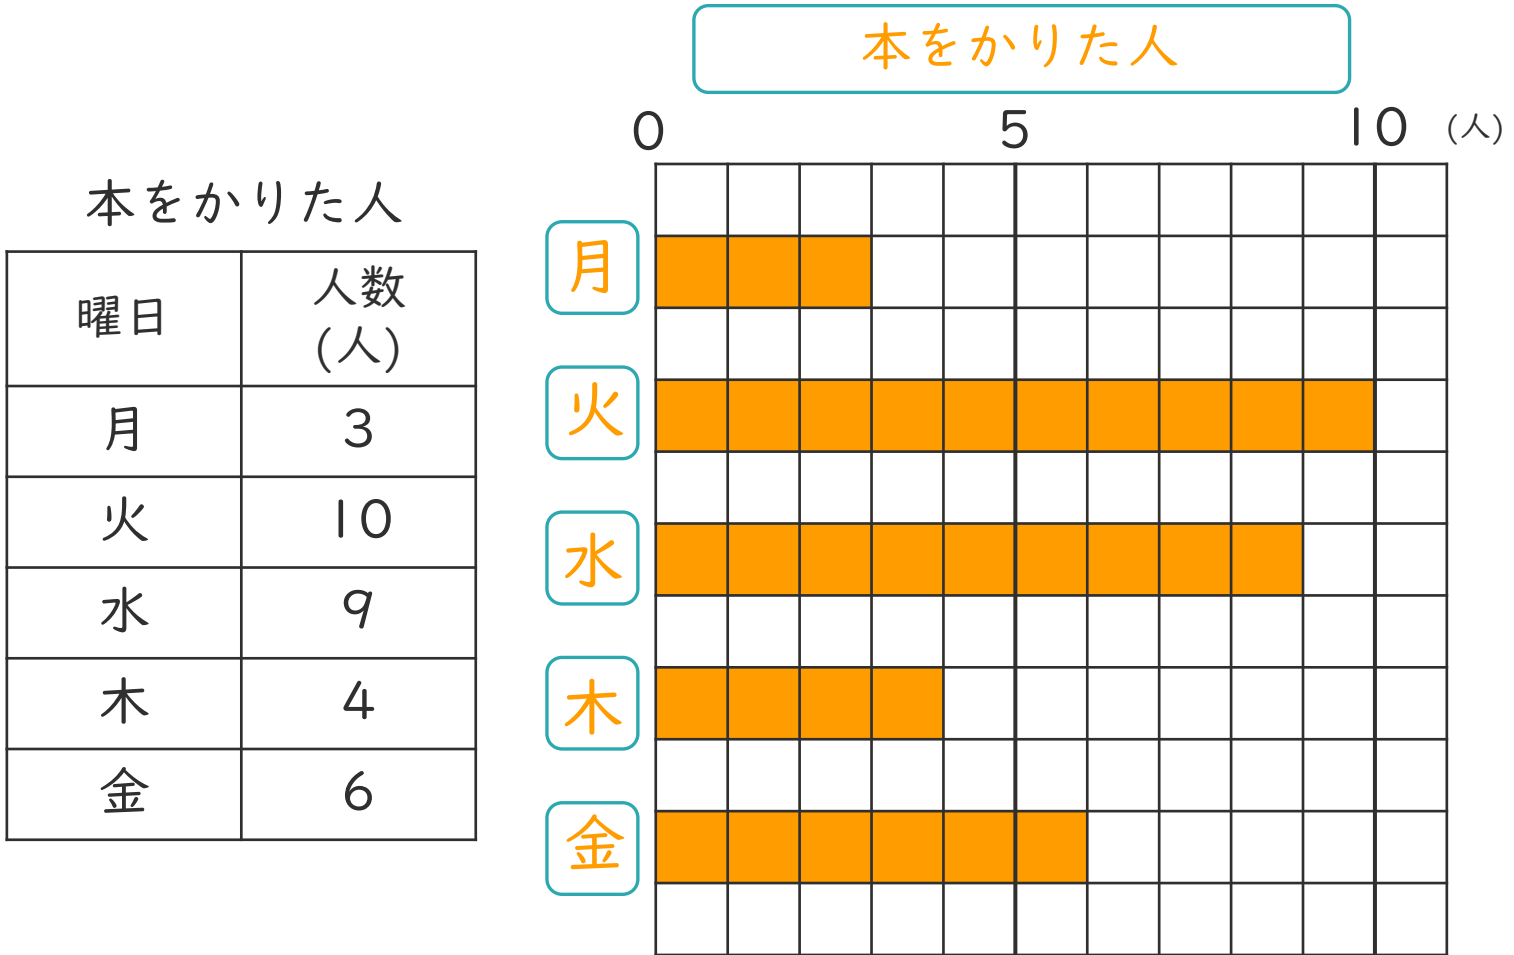 本をかりた人
曜日 人数
(人)
月 3
火 10
水 9
木 4
金 6
本をかりた人
0 5 10 (人)
月
火
水
木
金